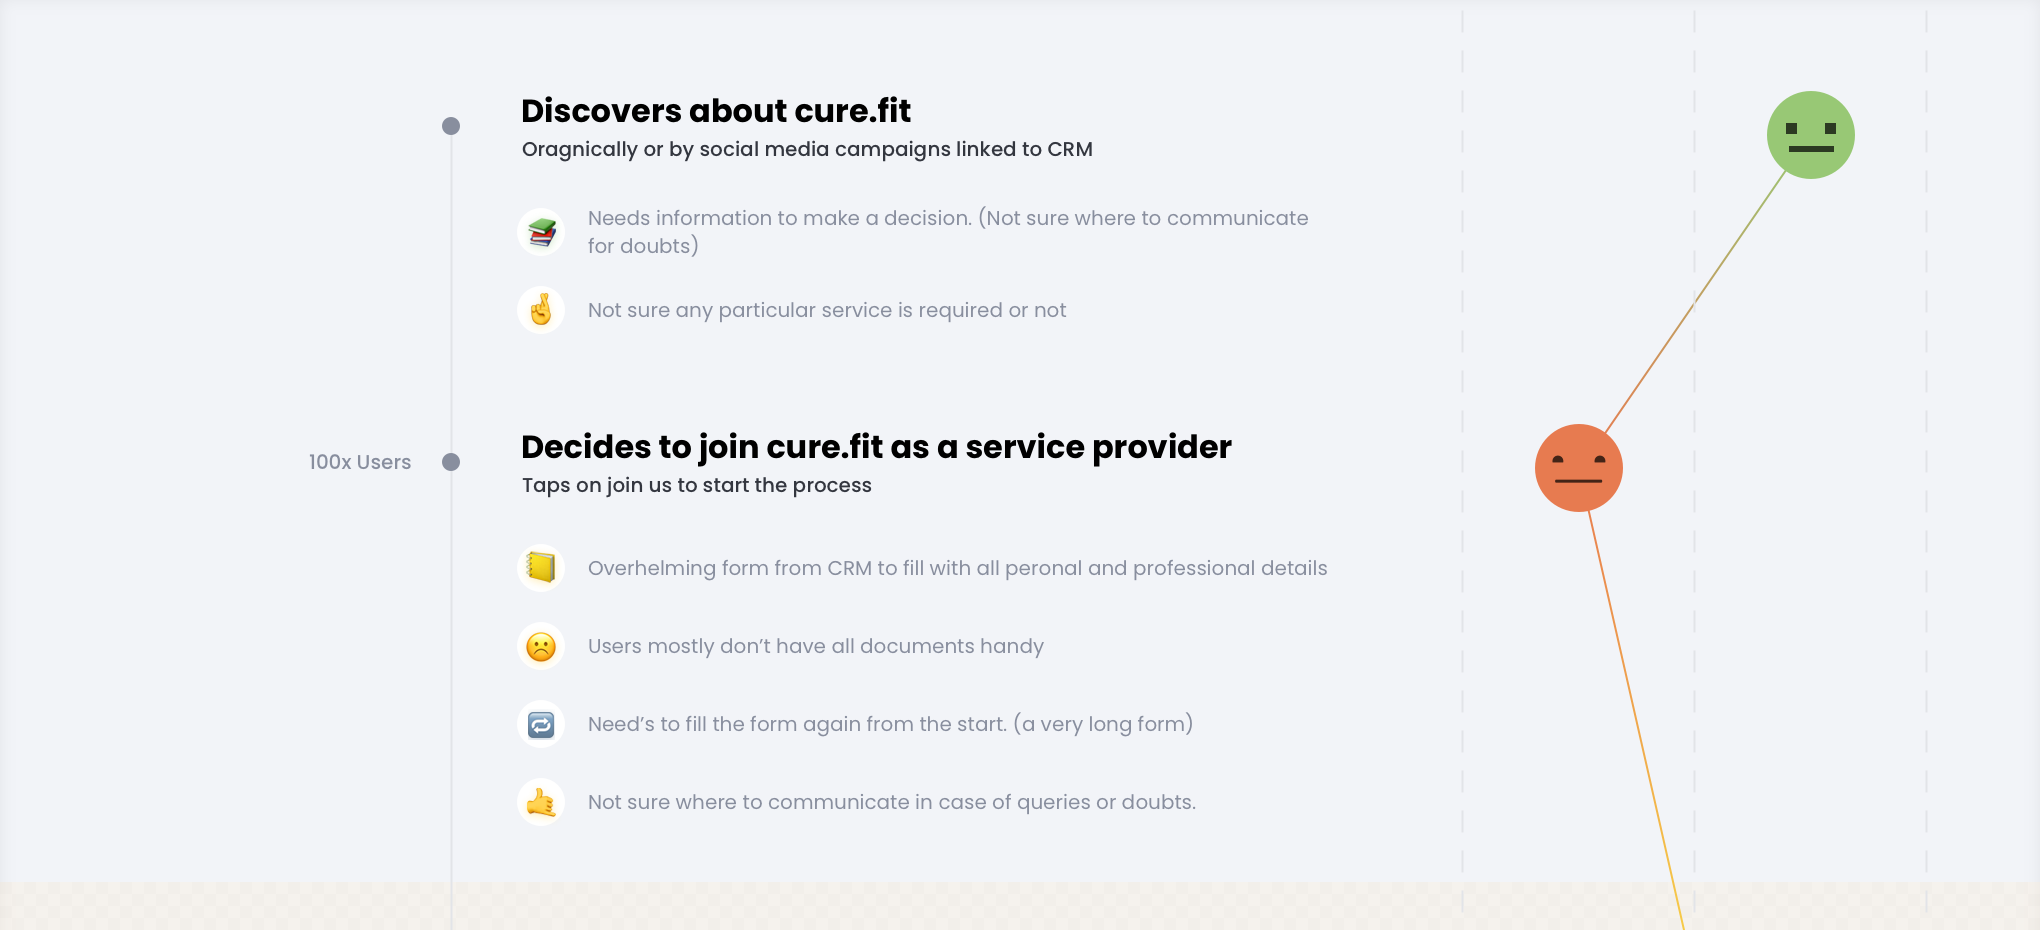 Discovers about cure.fit
Oragnically or by social media campaigns linked to CRM
Needs information to make a decision. (Not sure where to communicate
for doubts)
Not sure any particular service is required or not
100x Users
Decides to join cure.fit as a service provider
Taps on join us to start the process
Overhelming form from CRM to fill with all peronal and professional details
Users mostly don’t have all documents handy
Need’s to fill the form again from the start. (a very long form)
Not sure where to communicate in case of queries or doubts.